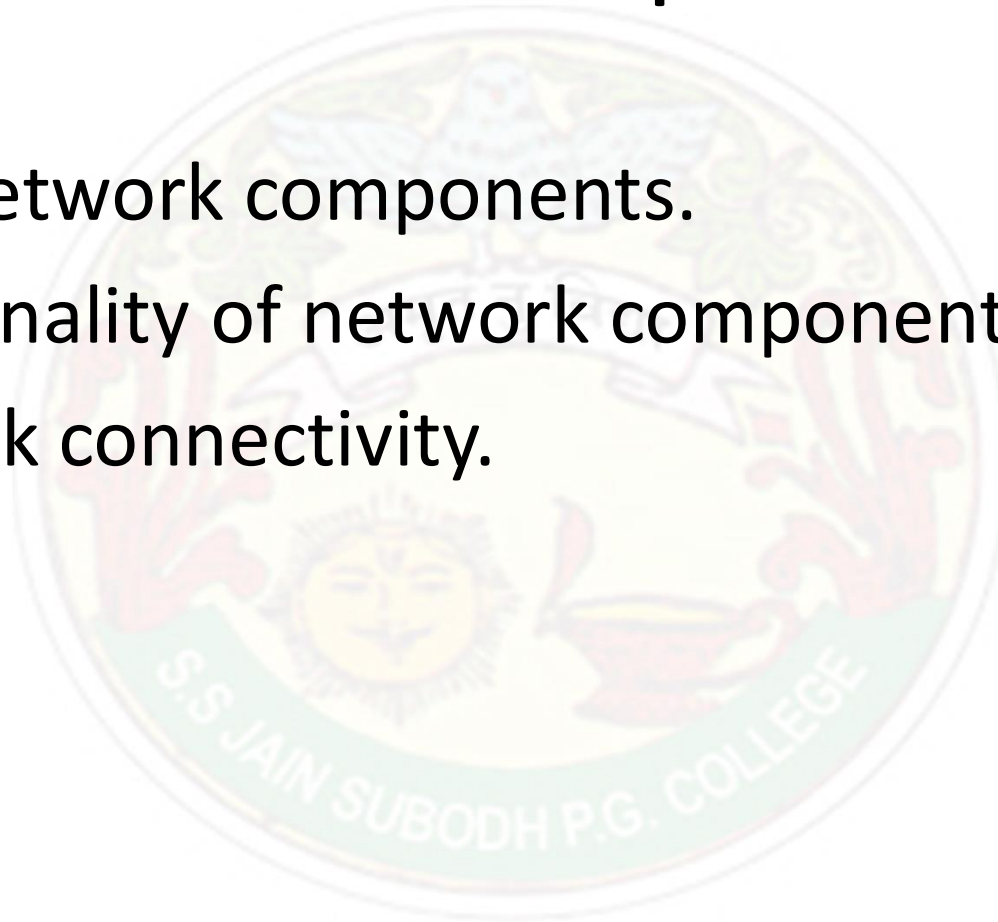 etwork components.
nality of network component
k connectivity.
S.S JAIN SUBODH P.G. COLLEGE